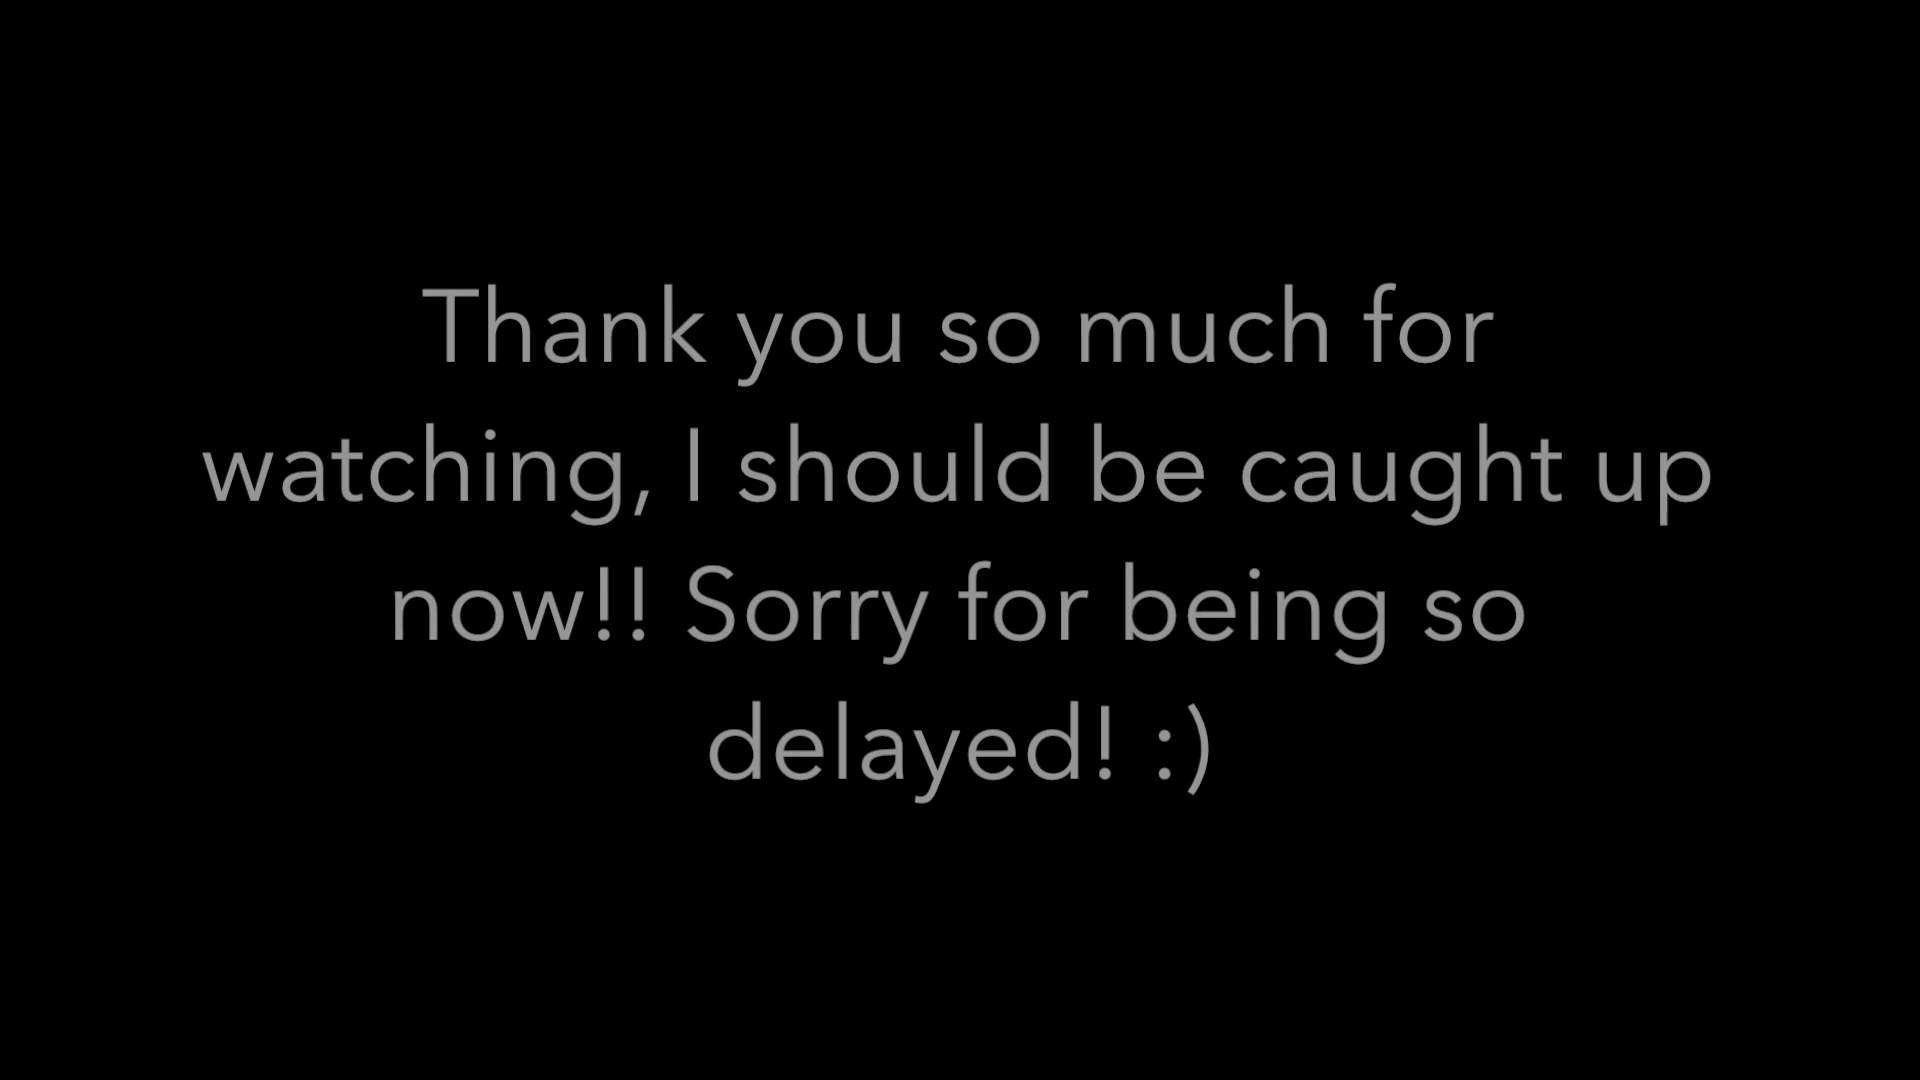 Thank you so much for
watching, I should be caught up
now!! Sorry for being so
delayed! :)